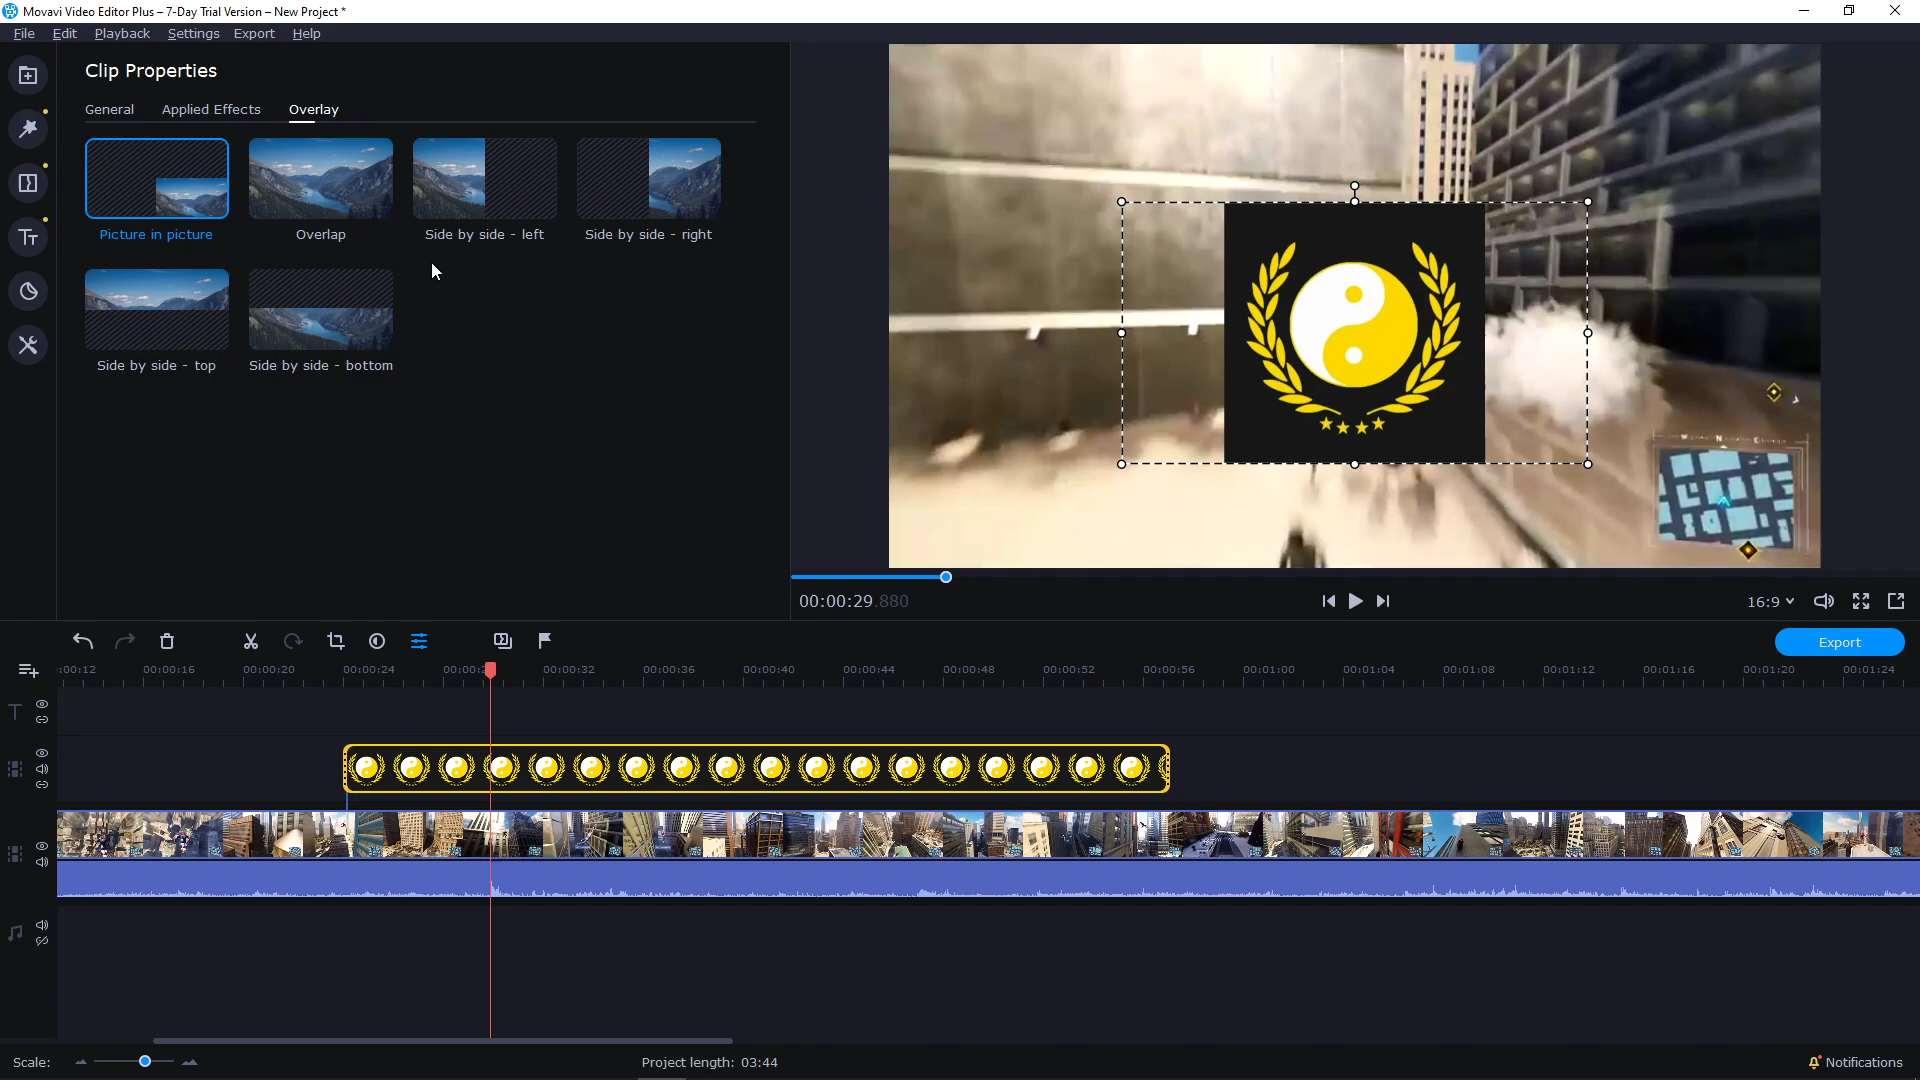 Movavi Video Editor Plus – 7-Day Trial Version – New Project *
File Edit Playback Settings Export Help
Clip Properties
General Applied Effects Overlay
Picture in picture Overlap Side by side - left Side by side - right
Side by side - top Side by side - bottom
00:00:29.880
16:9
Export
:00:12 00:00:16 00:00:20 00:00:24 00:00:2 00:00:32 00:00:36 00:00:40 00:00:44 00:00:48 00:00:52 00:00:56 00:01:00 00:01:04 00:01:08 00:01:12 00:01:16 00:01:20 00:01:24
Scale:
Project length: 03:44
Notifications